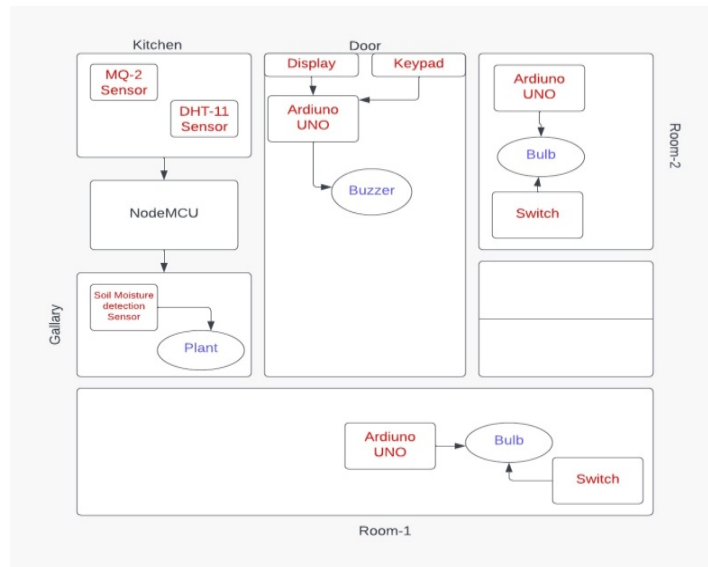 Kitchen
Door
MQ-2
Sensor
DHT-11
Sensor
Display
Keypad
Ardiuno
UNO
Buzzer
Ardiuno
UNO
Bulb
Switch
Room-2
NodeMCU
Gallary
Soil Moisture
detection
Sensor
Plant
Ardiuno
UNO
Bulb
Switch
Room-1